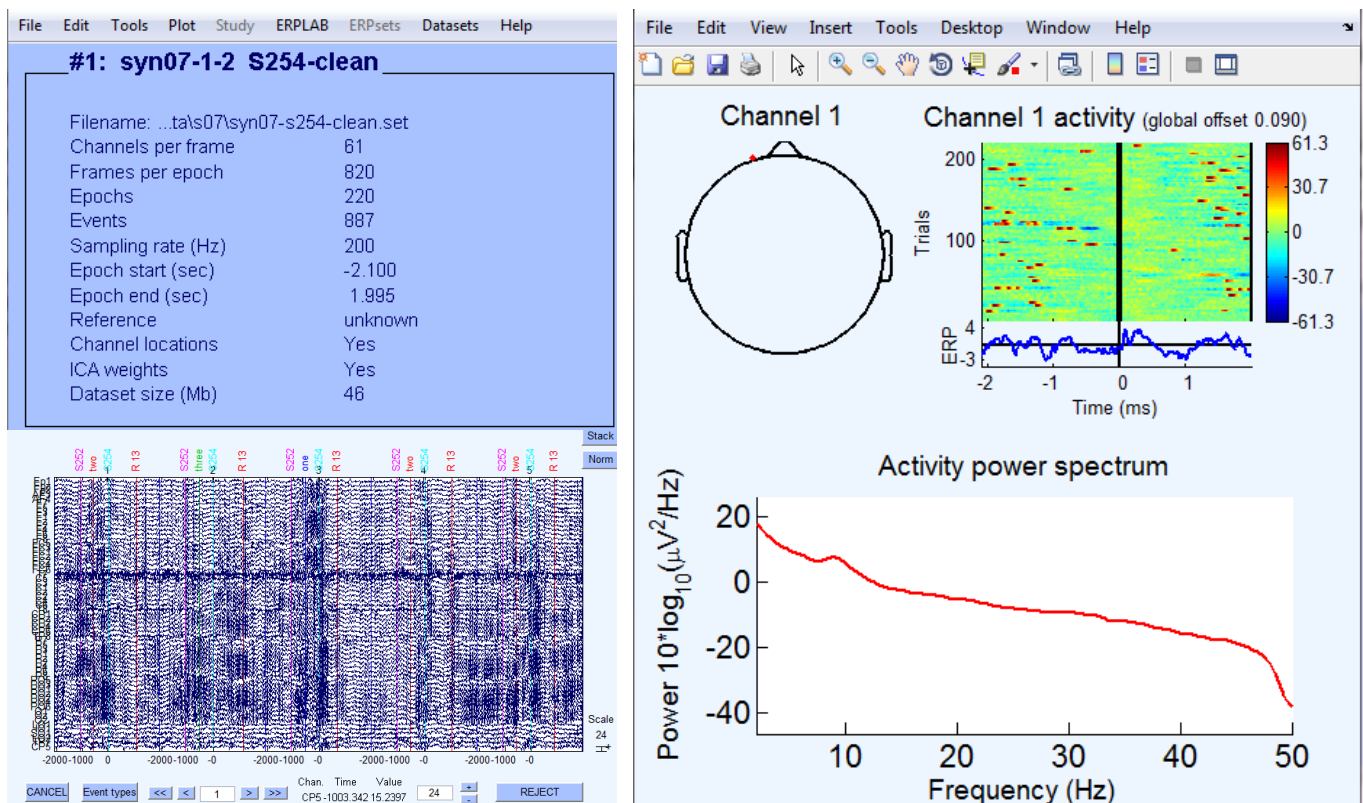 File Edit Tools Plot Study ERPLAB ERPsets Datasets Help
#1: syn07-1-2 S254-clean
Filename: ...ta\s07\syn07-s254-clean.set
Channels per frame 61
Frames per epoch 820
Epochs 220
Events 887
Sampling rate (Hz) 200
Epoch start (sec) -2.100
Epoch end (sec) 1.995
Reference unknown
Channel locations Yes
ICA weights Yes
Dataset size (Mb) 46
Stack
Norm
S252 two S254 R 13 S252 three S254 R 13 S252 one R 13 S252 two S254 R 13 S252 two S254 R 13
1 2 3 4 5
CP5
Scale
24
-2000 -1000 0 -2000 -1000 -0 -2000 -1000 -0 -2000 -1000 -0 -2000 -1000 -0
Chan. Time Value
CANCEL Event types << < 1 > >> CP5 -1003.342 15.2397 24 + - REJECT
File Edit View Insert Tools Desktop Window Help
Channel 1
Channel 1 activity (global offset 0.090)
Trials
200
100
61.3
30.7
0
-30.7
-61.3
ERP
4
-3
-2 -1 0 1
Time (ms)
Activity power spectrum
Power 10*log10(μV2/Hz)
20
0
-20
-40
10 20 30 40 50
Frequency (Hz)